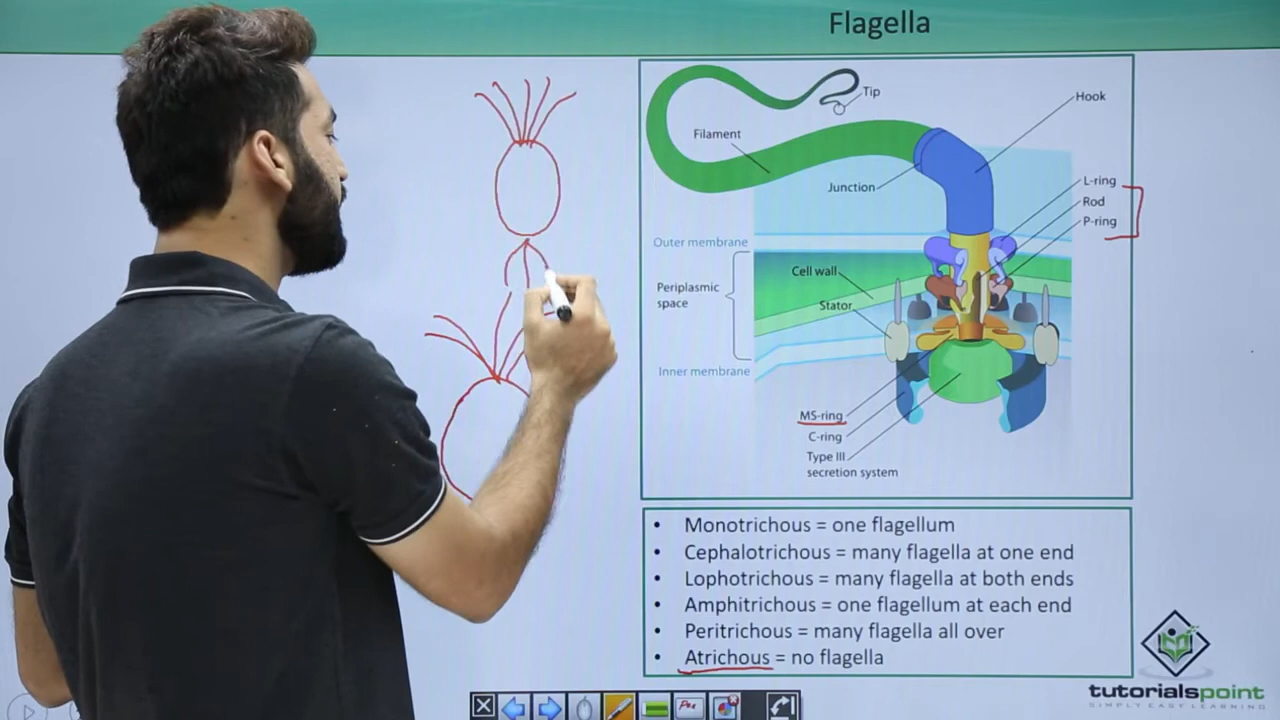 Flagella
Tip
Hook
Filament
Junction
L-ring
Rod
P-ring
Outer membrane
Cell wall
Periplasmic
space
Stator
Inner membrane
MS-ring
C-ring
Type III
secretion system
• Monotrichous = one flagellum
• Cephalotrichous = many flagella at one end
• Lophotrichous = many flagella at both ends
• Amphitrichous = one flagellum at each end
• Peritrichous = many flagella all over
• Atrichous = no flagella
Pen
tutorialspoint
SIMPLY EASY LEARNING